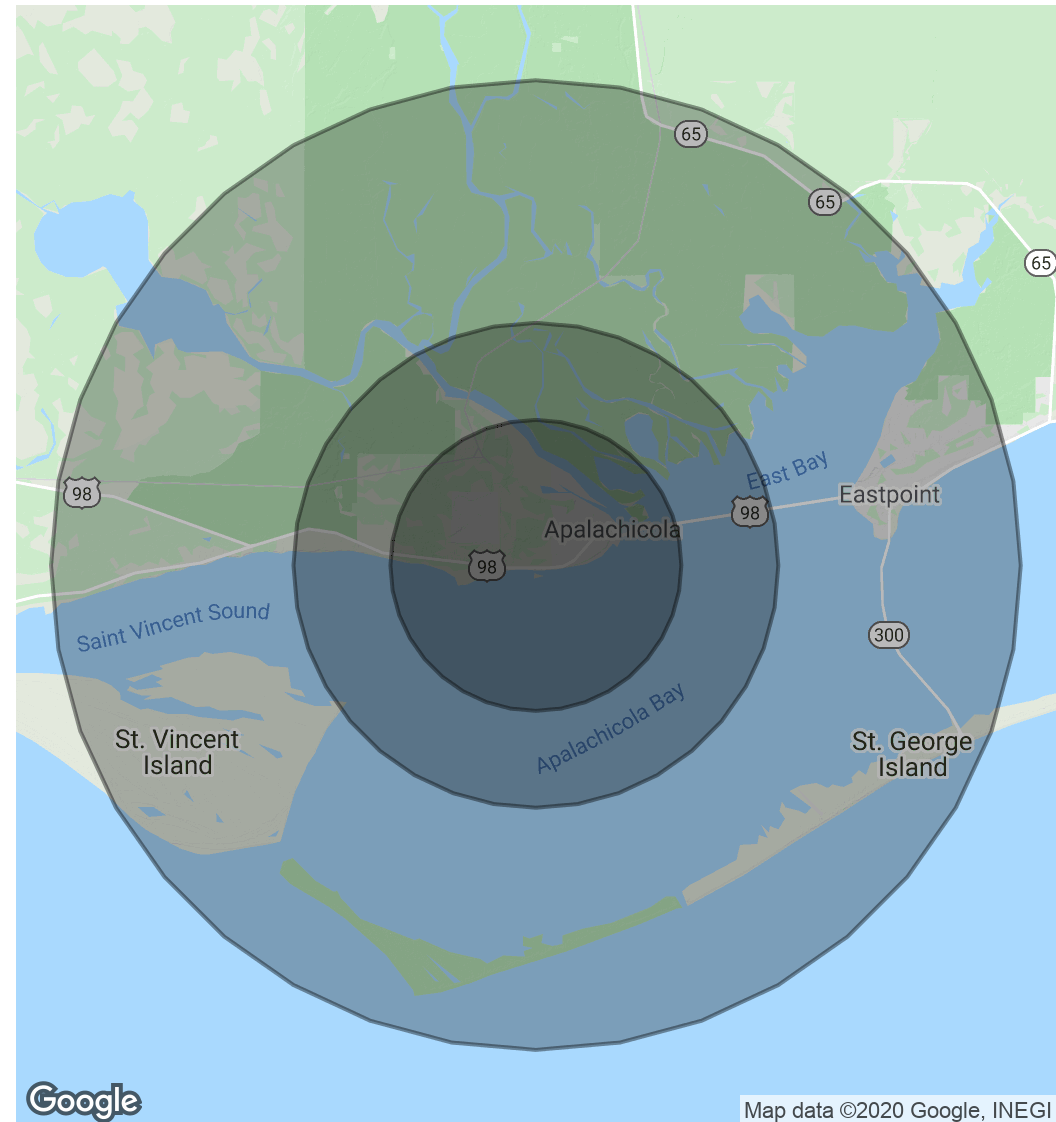 65
65
65
98
East Bay
Eastpoint
98
Apalachicola
98
Saint Vincent Sound
300
Apalachicola Bay
St. Vincent
Island
St. George
Island
Google
Map data ©2020 Google, INEGI